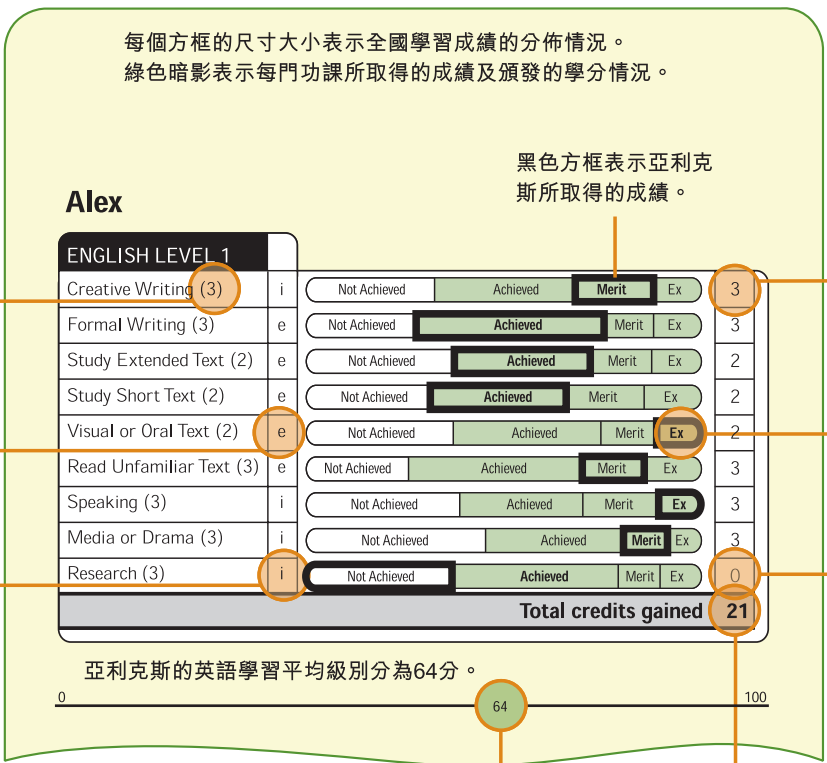 每個方框的尺寸大小表示全國學習成績的分佈情況。
綠色暗影表示每門功課所取得的成績及頒發的學分情況。
黑色方框表示亞利克
斯所取得的成績。
Alex
ENGLISH LEVEL 1
Creative Writing (3) i Not Achieved Achieved Merit Ex 3
Formal Writing (3) e Not Achieved Achieved Merit Ex 3
Study Extended Text (2) e Not Achieved Achieved Merit Ex 2
Study Short Text (2) e Not Achieved Achieved Merit Ex 2
Visual or Oral Text (2) e Not Achieved Achieved Merit Ex 2
Read Unfamiliar Text (3) e Not Achieved Achieved Merit Ex 3
Speaking (3) i Not Achieved Achieved Merit Ex 3
Media or Drama (3) i Not Achieved Achieved Merit Ex 3
Research (3) i Not Achieved Achieved Merit Ex 0
Total credits gained 21
亞利克斯的英語學習平均級別分為64分。
0 100
64